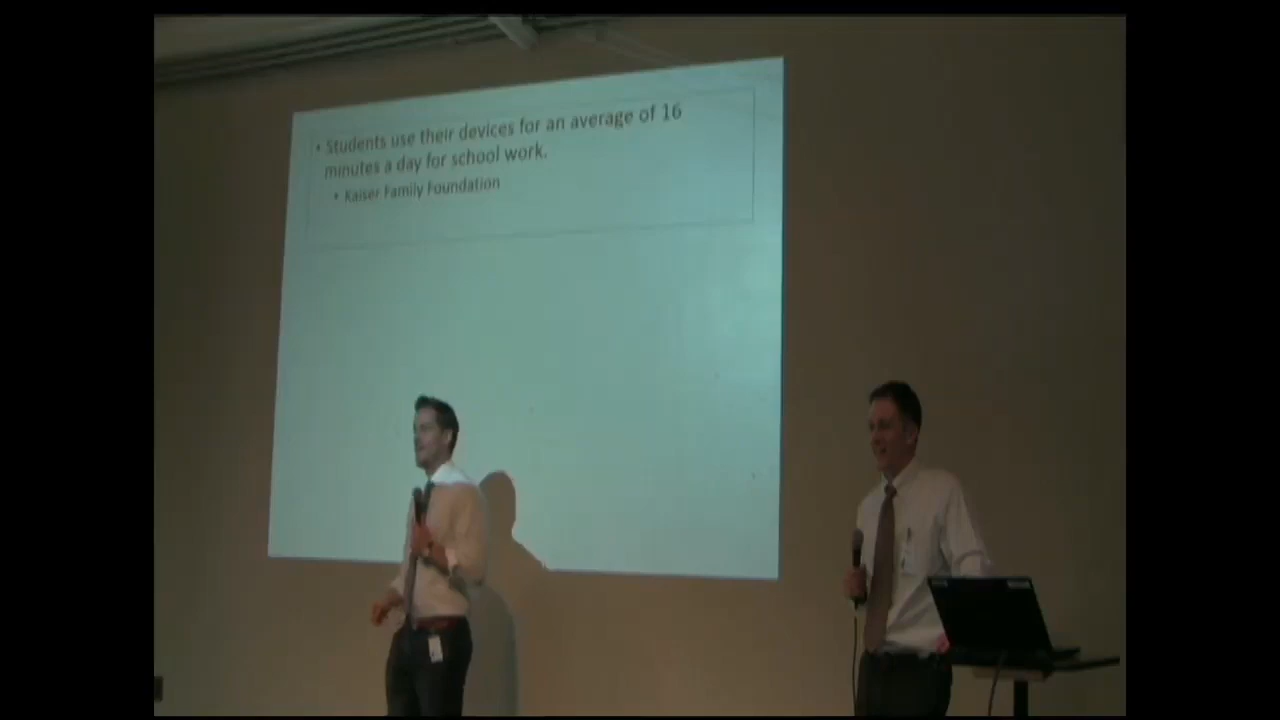 • Students use their devices for an average of 16
minutes a day for school work.
• Kaiser Family Foundation